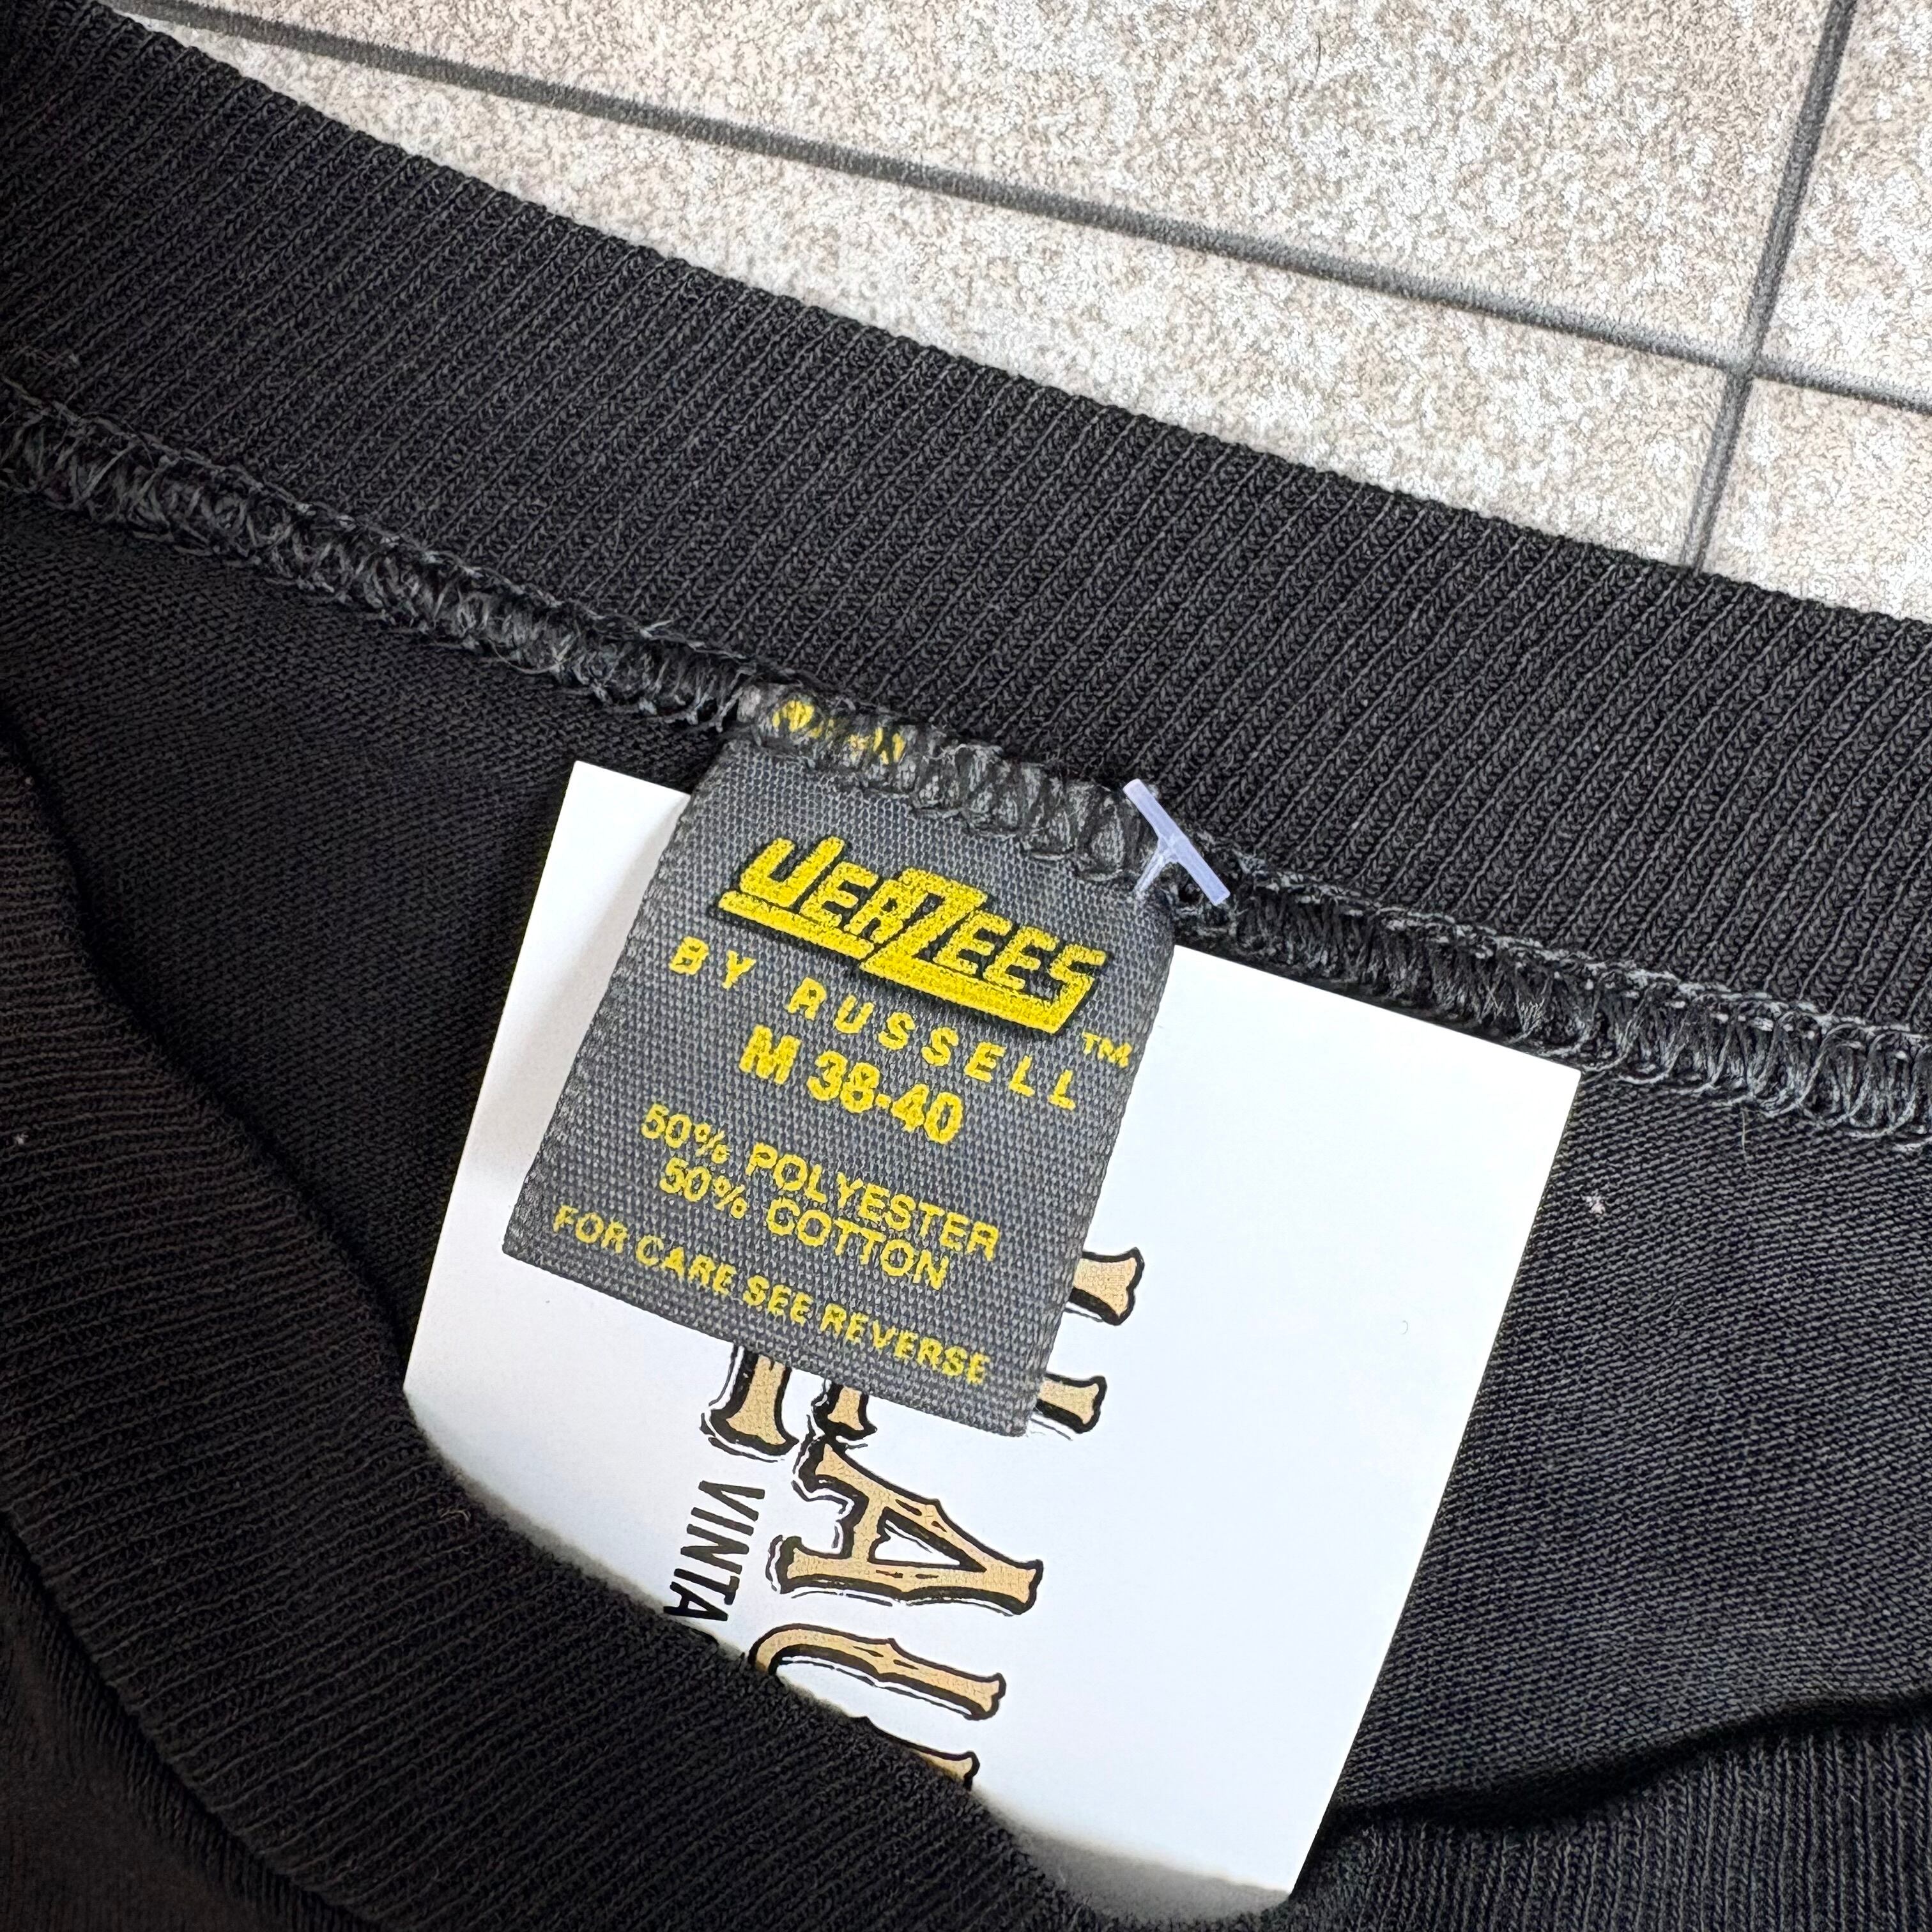 JERZEES
BY RUSSELL™
M 38-40
50% POLYESTER
50% COTTON
FOR CARE SEE REVERSE